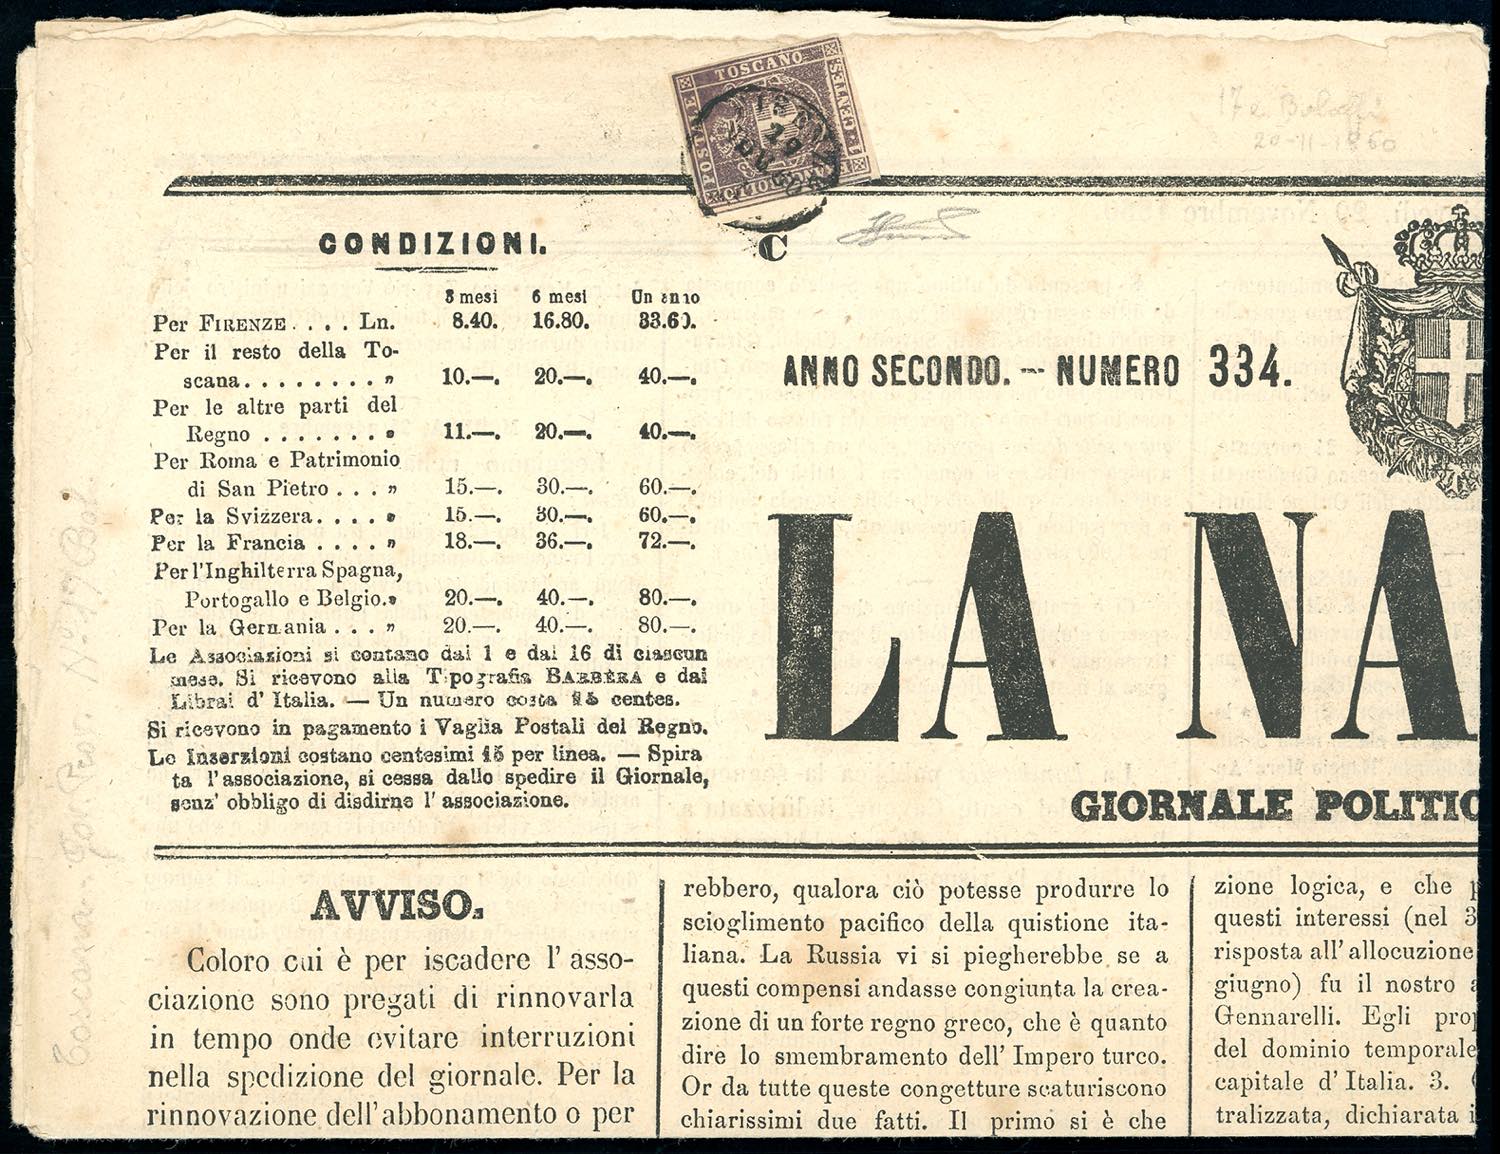 FRANCOBOLLO POSTALE TOSCANO
1. CENTES.
29
17 a Bolaffi
20-11-1860
CONDIZIONI.
3 mesi 6 mesi Un anno
Per FIRENZE . . . . Ln. 8.40. 16.80. 33.60.
Per il resto della To-
scana. . . . . . . . „ 10.—. 20.—. 40.—.
Per le altre parti del
Regno . . . . . . . „ 11.—. 20.—. 40.—.
Per Roma e Patrimonio
di San Pietro . . . „ 15.—. 30.—. 60.—.
Per la Svizzera. . . . „ 15.—. 30.—. 60.—.
Per la Francia . . . . „ 18.—. 36.—. 72.—.
Per l'Inghilterra Spagna,
Portogallo e Belgio.„ 20.—. 40.—. 80.—.
Per la Germania . . . „ 20.—. 40.—. 80.—.
Le Associazioni si contano dai 1 e dai 16 di ciascun
mese. Si ricevono alla Tipografia BARBÈRA e dai
Librai d' Italia. — Un numero costa 15 centes.
Si ricevono in pagamento i Vaglia Postali del Regno.
Le Inserzioni costano centesimi 15 per linea. — Spira
ta l'associazione, si cessa dallo spedire il Giornale,
senz' obbligo di disdirne l' associazione.
C
ANNO SECONDO. — NUMERO 334.
LA NA
GIORNALE POLITIC
AVVISO.
Coloro cui è per iscadere l' asso-
ciazione sono pregati di rinnovarla
in tempo onde evitare interruzioni
nella spedizione del giornale. Per la
rinnovazione dell'abbonamento o per
rebbero, qualora ciò potesse produrre lo
scioglimento pacifico della quistione ita-
liana. La Russia vi si piegherebbe se a
questi compensi andasse congiunta la crea-
zione di un forte regno greco, che è quanto
dire lo smembramento dell' Impero turco.
Or da tutte queste congetture scaturiscono
chiarissimi due fatti. Il primo si è che
zione logica, e che
questi interessi (nel 3
risposta all' allocuzione
giugno) fu il nostro
Gennarelli. Egli pro
del dominio temporale
capitale d' Italia. 3.
tralizzata, dichiarata i